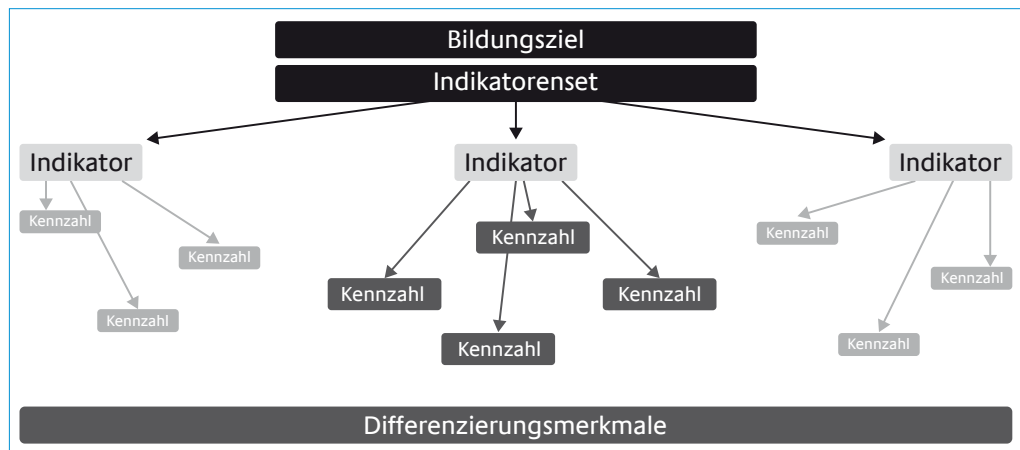 Bildungsziel
Indikatorenset
Indikator
Indikator
Indikator
Kennzahl
Kennzahl
Kennzahl
Kennzahl
Kennzahl
Kennzahl
Kennzahl
Kennzahl
Kennzahl
Kennzahl
Differenzierungsmerkmale